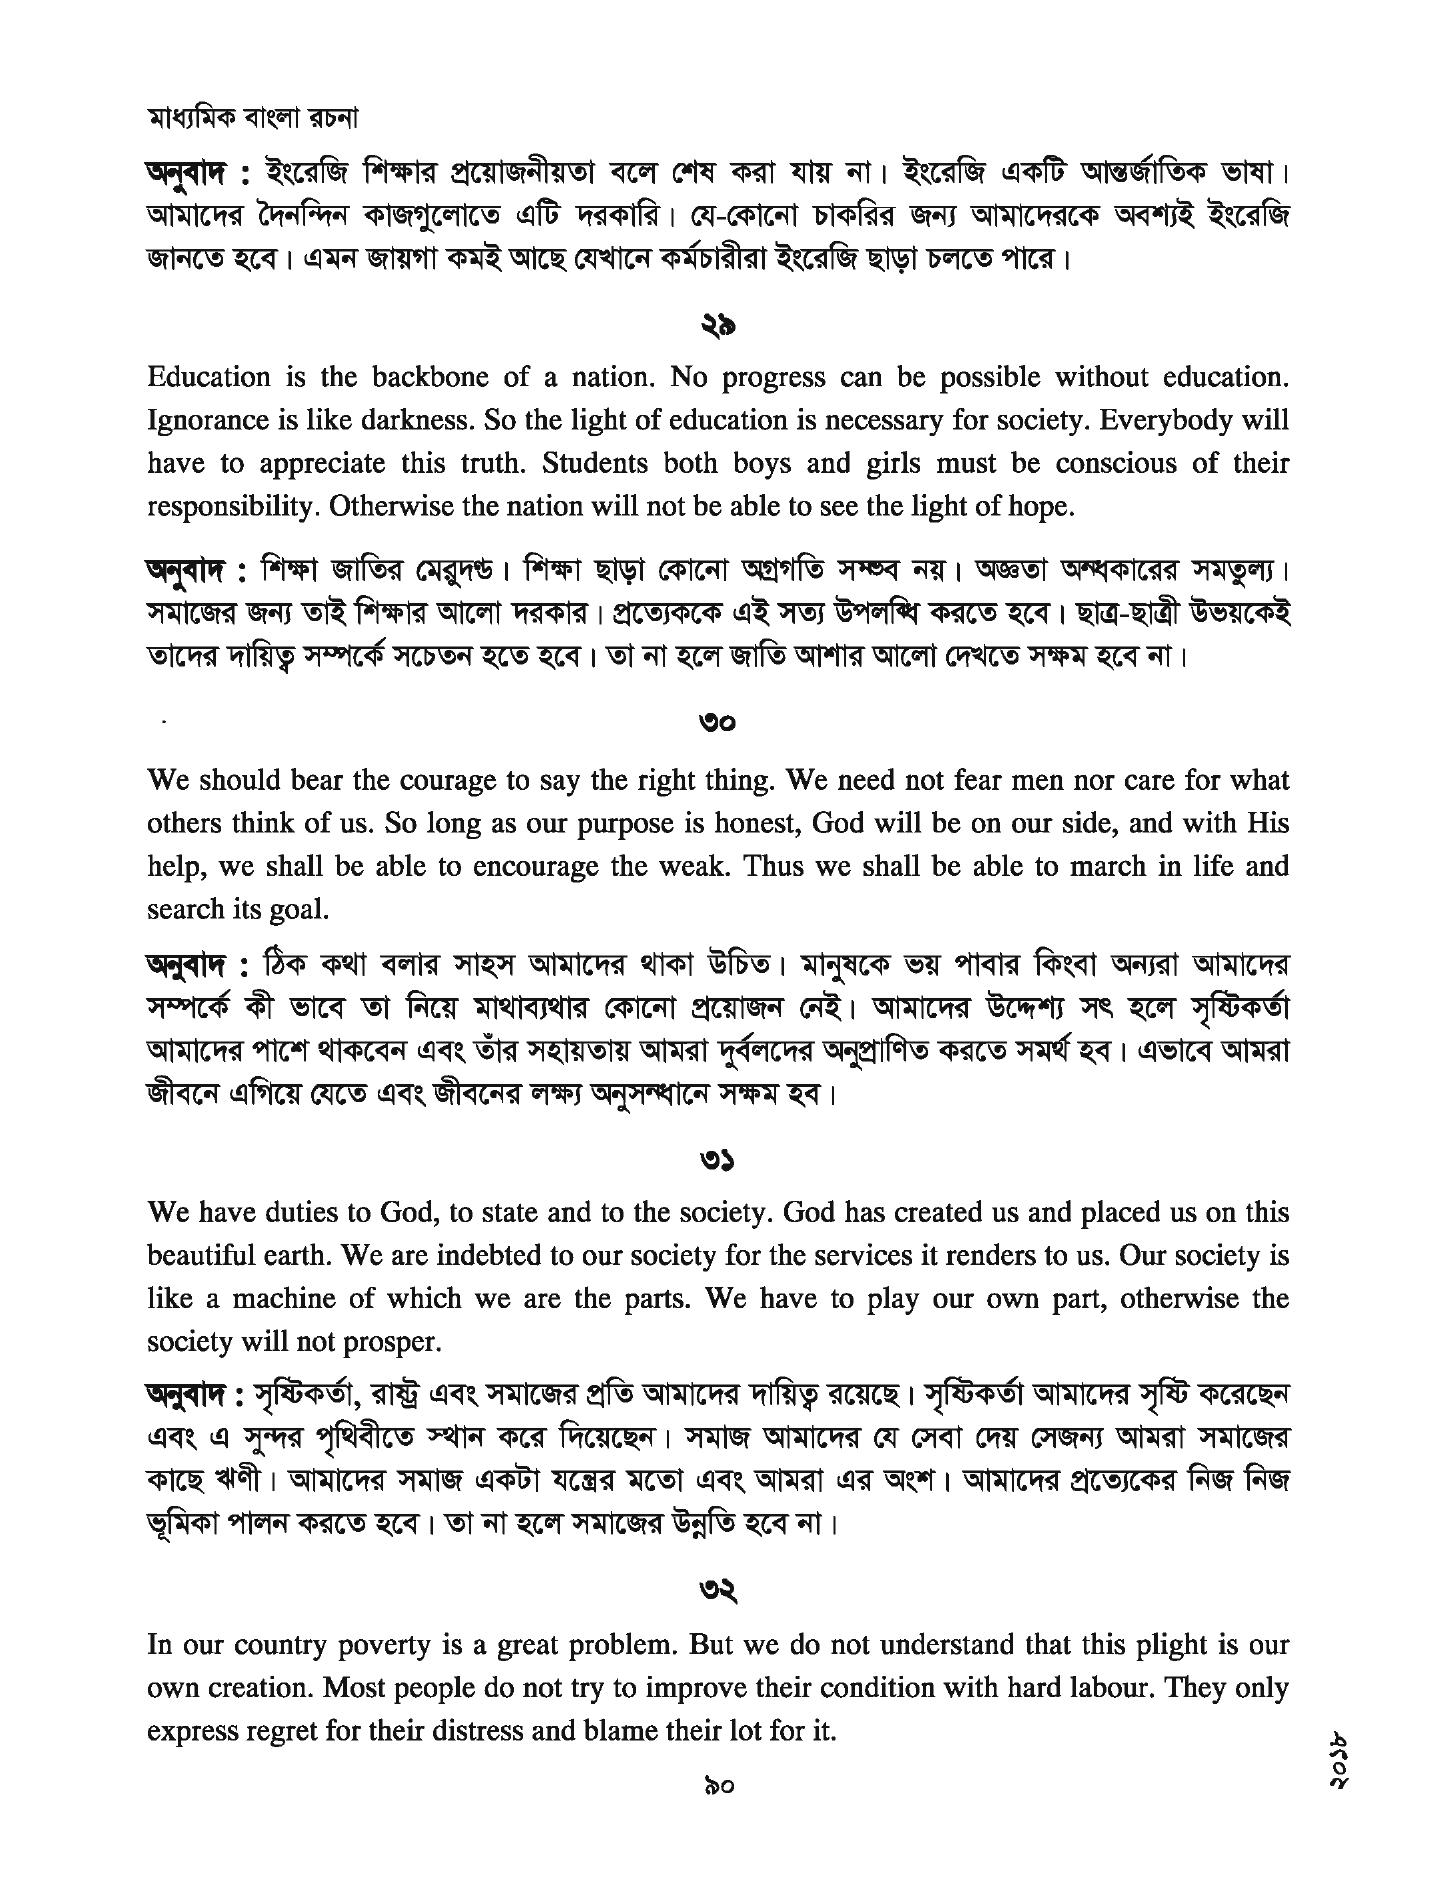 মাধ্যমিক বাংলা রচনা
অনুবাদ : ইংরেজি শিক্ষার প্রয়োজনীয়তা বলে শেষ করা যায় না। ইংরেজি একটি আন্তর্জাতিক ভাষা।
আমাদের দৈনন্দিন কাজগুলোতে এটি দরকারি। যে-কোনো চাকরির জন্য আমাদেরকে অবশ্যই ইংরেজি
জানতে হবে। এমন জায়গা কমই আছে যেখানে কর্মচারীরা ইংরেজি ছাড়া চলতে পারে।
২৯
Education is the backbone of a nation. No progress can be possible without education.
Ignorance is like darkness. So the light of education is necessary for society. Everybody will
have to appreciate this truth. Students both boys and girls must be conscious of their
responsibility. Otherwise the nation will not be able to see the light of hope.
অনুবাদ : শিক্ষা জাতির মেরুদণ্ড। শিক্ষা ছাড়া কোনো অগ্রগতি সম্ভব নয়। অজ্ঞতা অন্ধকারের সমতুল্য।
সমাজের জন্য তাই শিক্ষার আলো দরকার। প্রত্যেককে এই সত্য উপলব্ধি করতে হবে। ছাত্র-ছাত্রী উভয়কেই
তাদের দায়িত্ব সম্পর্কে সচেতন হতে হবে। তা না হলে জাতি আশার আলো দেখতে সক্ষম হবে না।
৩০
We should bear the courage to say the right thing. We need not fear men nor care for what
others think of us. So long as our purpose is honest, God will be on our side, and with His
help, we shall be able to encourage the weak. Thus we shall be able to march in life and
search its goal.
অনুবাদ : ঠিক কথা বলার সাহস আমাদের থাকা উচিত। মানুষকে ভয় পাবার কিংবা অন্যরা আমাদের
সম্পর্কে কী ভাবে তা নিয়ে মাথাব্যথার কোনো প্রয়োজন নেই। আমাদের উদ্দেশ্য সৎ হলে সৃষ্টিকর্তা
আমাদের পাশে থাকবেন এবং তাঁর সহায়তায় আমরা দুর্বলদের অনুপ্রাণিত করতে সমর্থ হব। এভাবে আমরা
জীবনে এগিয়ে যেতে এবং জীবনের লক্ষ্য অনুসন্ধানে সক্ষম হব।
৩১
We have duties to God, to state and to the society. God has created us and placed us on this
beautiful earth. We are indebted to our society for the services it renders to us. Our society is
like a machine of which we are the parts. We have to play our own part, otherwise the
society will not prosper.
অনুবাদ : সৃষ্টিকর্তা, রাষ্ট্র এবং সমাজের প্রতি আমাদের দায়িত্ব রয়েছে। সৃষ্টিকর্তা আমাদের সৃষ্টি করেছেন
এবং এ সুন্দর পৃথিবীতে স্থান করে দিয়েছেন। সমাজ আমাদের যে সেবা দেয় সেজন্য আমরা সমাজের
কাছে ঋণী। আমাদের সমাজ একটা যন্ত্রের মতো এবং আমরা এর অংশ। আমাদের প্রত্যেকের নিজ নিজ
ভূমিকা পালন করতে হবে। তা না হলে সমাজের উন্নতি হবে না।
৩২
In our country poverty is a great problem. But we do not understand that this plight is our
own creation. Most people do not try to improve their condition with hard labour. They only
express regret for their distress and blame their lot for it.
৯০
২০১৮